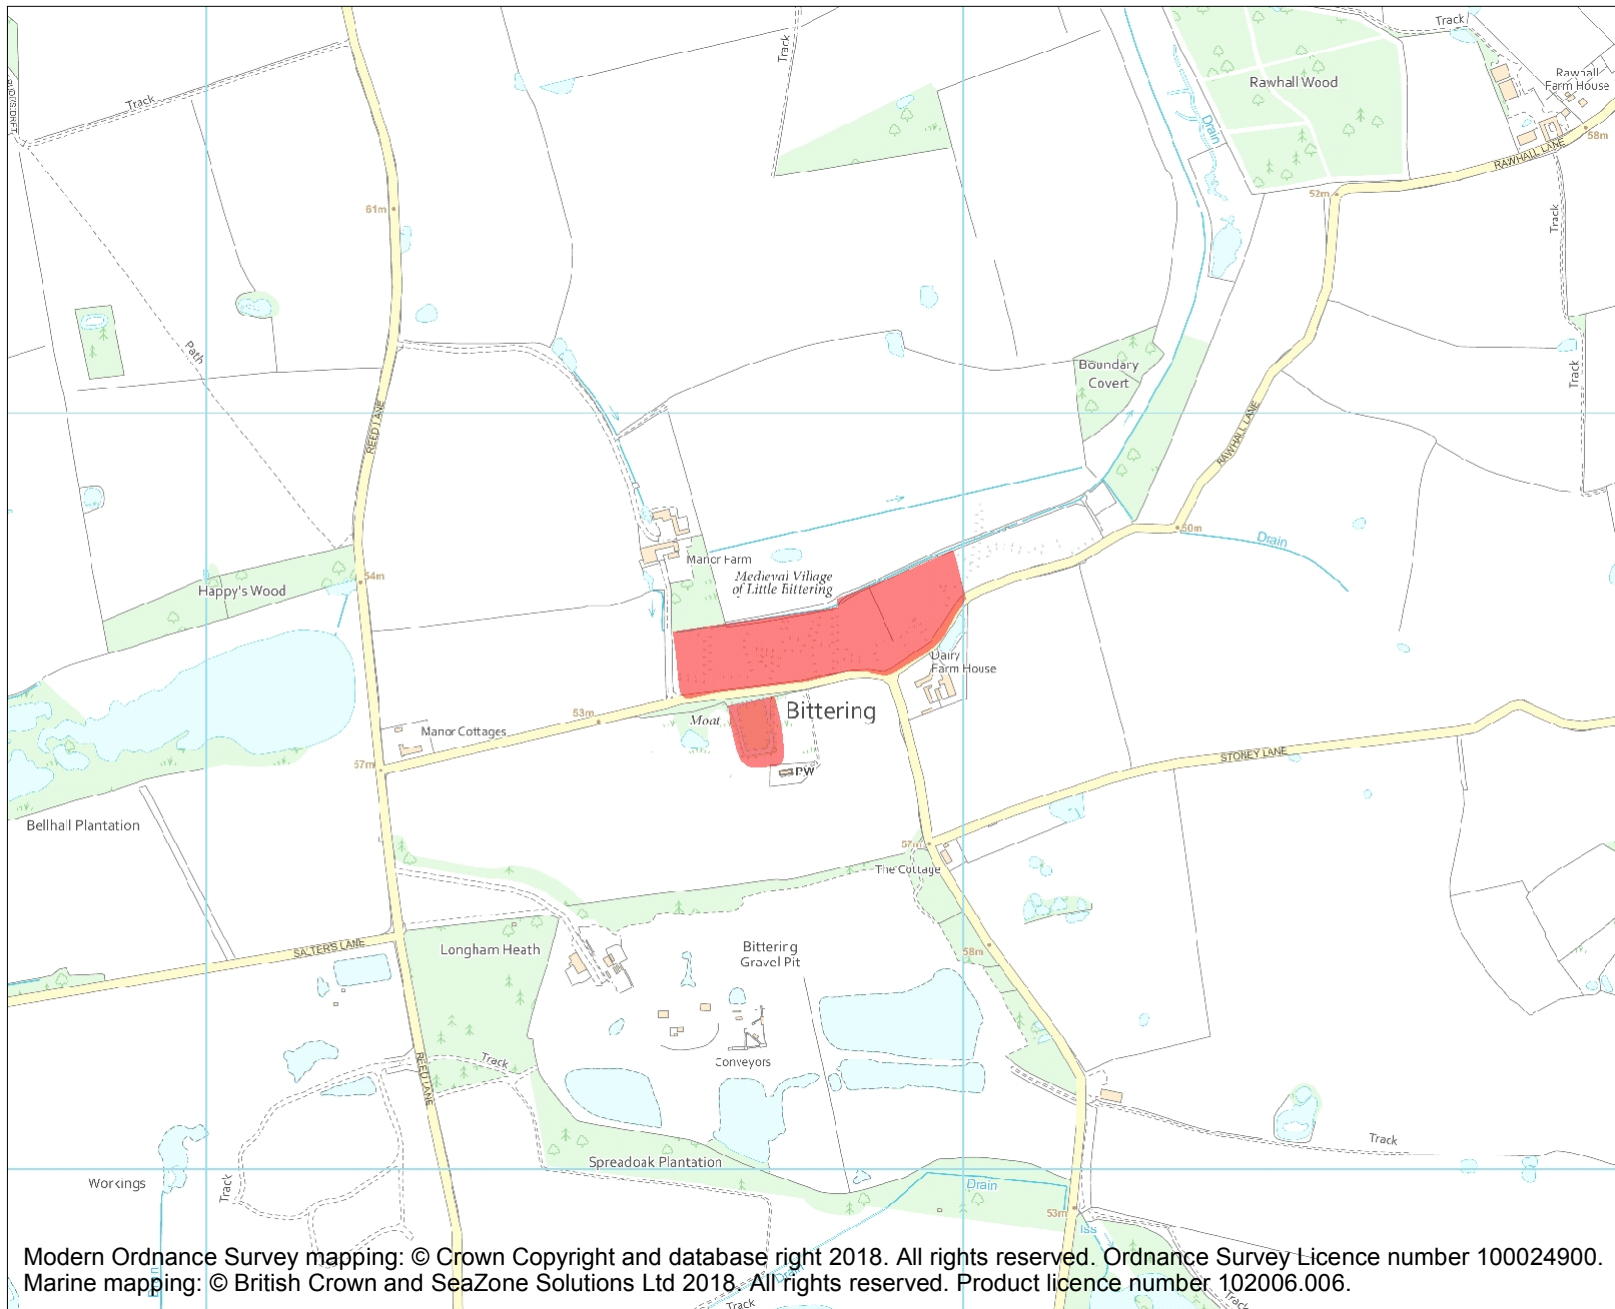 Track
Track
Track
Rawhall Wood
Rawhall
Farm House
Drain
58m
RAWHALL LANE
61m
52m
Track
Path
Boundary
Covert
Track
REED LANE
RAWHALL LANE
50m
Drain
Manor Farm
Medieval Village
of Little Bittering
54m
Happy's Wood
Dairy
Farm House
53m
Moat
Bittering
Manor Cottages
STONEY LANE
57m
PW
Bellhall Plantation
57m
The Cottage
SALTER'S LANE
Longham Heath
Bittering
Gravel Pit
58m
Conveyors
REED LANE
Track
Track
Spreadoak Plantation
Workings
Track
Drain
53m
Iss
Drain
Drain
Track
Track
Modern Ordnance Survey mapping: © Crown Copyright and database right 2018. All rights reserved. Ordnance Survey Licence number 100024900.
Marine mapping: © British Crown and SeaZone Solutions Ltd 2018. All rights reserved. Product licence number 102006.006.